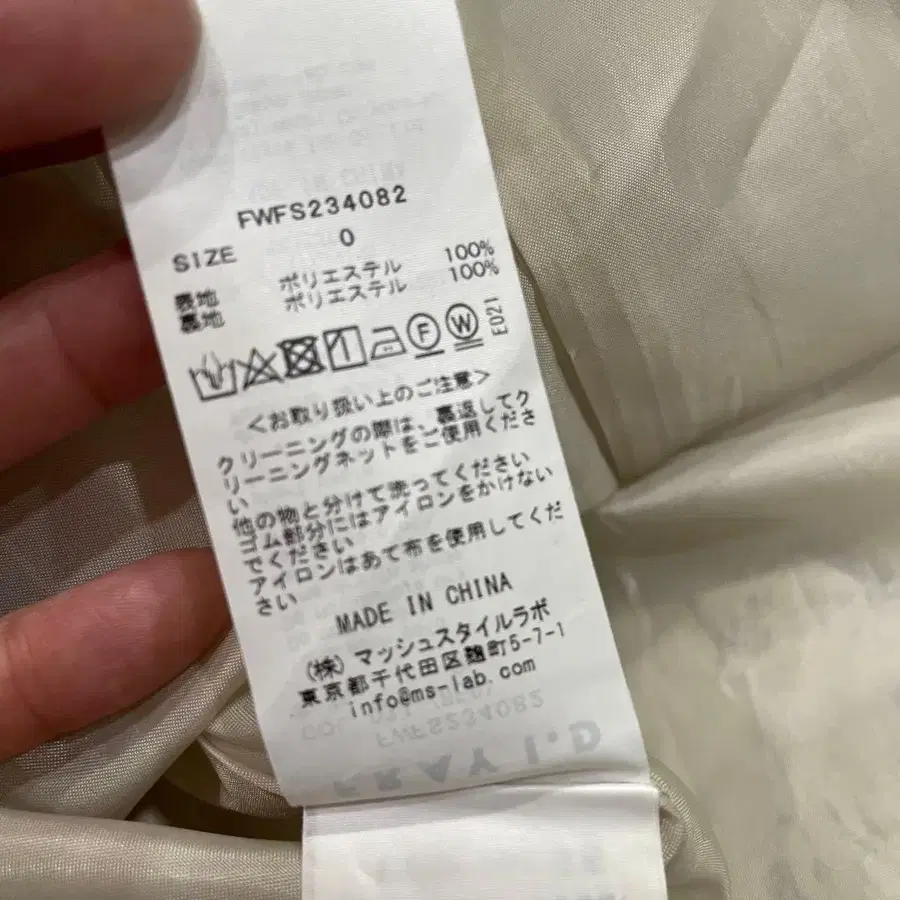 FWFS234082
SIZE 0
表地 ポリエステル 100%
裏地 ポリエステル 100%
F W E021
<お取り扱い上のご注意>
クリーニングの際は、裏返してク
リーニングネットをご使用くださ
い
他の物と分けて洗ってください
ゴム部分にはアイロンをかけない
でください
アイロンはあて布を使用してくだ
さい
MADE IN CHINA
(株) マッシュスタイルラボ
東京都千代田区麹町5-7-1
info@ms-lab.com
FWFS234082
FRAY I.D